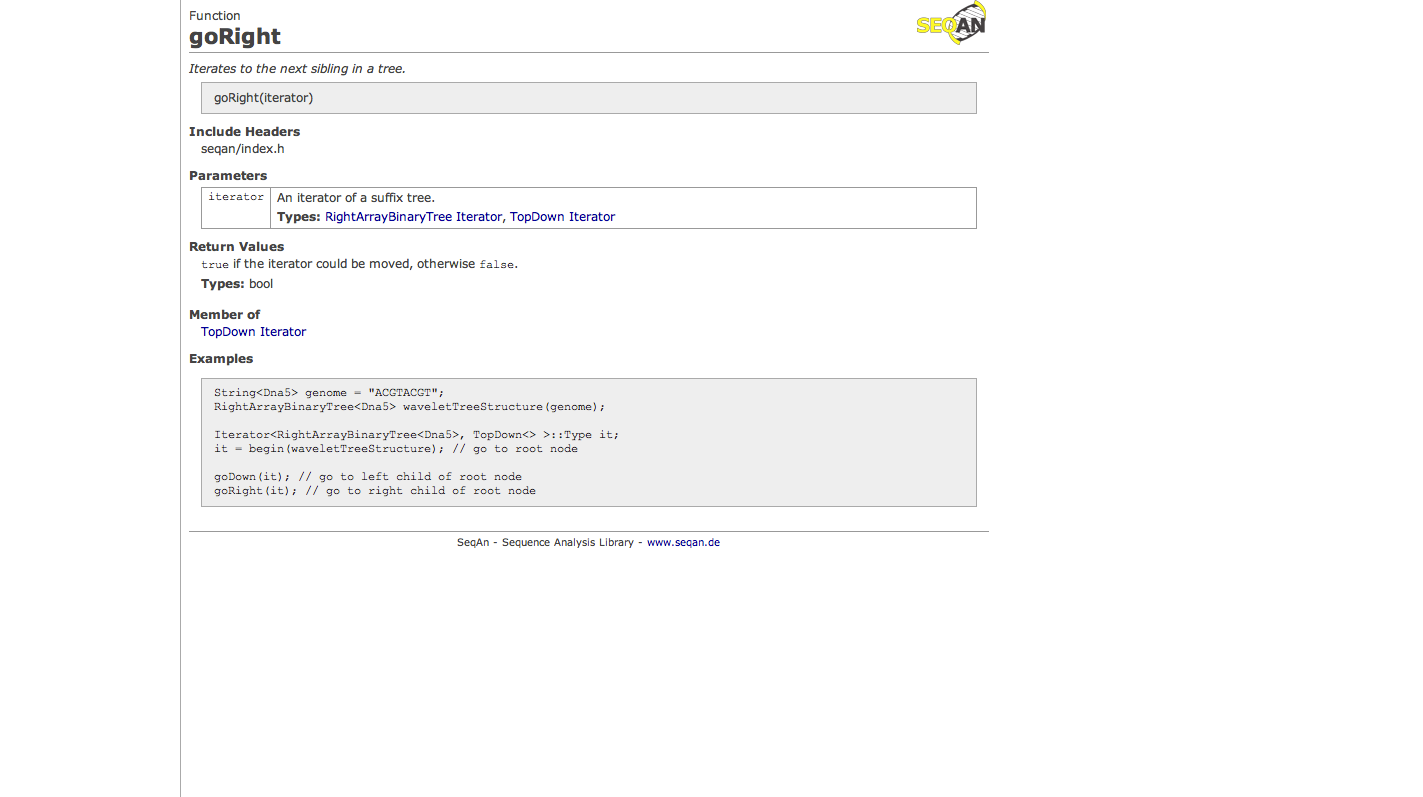 Function
goRight
SEQAN
Iterates to the next sibling in a tree.
goRight(iterator)
Include Headers
seqan/index.h
Parameters
iterator An iterator of a suffix tree.
Types: RightArrayBinaryTree Iterator, TopDown Iterator
Return Values
true if the iterator could be moved, otherwise false.
Types: bool
Member of
TopDown Iterator
Examples
String<Dna5> genome = "ACGTACGT";
RightArrayBinaryTree<Dna5> waveletTreeStructure(genome);
Iterator<RightArrayBinaryTree<Dna5>, TopDown<> >::Type it;
it = begin(waveletTreeStructure); // go to root node
goDown(it); // go to left child of root node
goRight(it); // go to right child of root node
SeqAn - Sequence Analysis Library - www.seqan.de